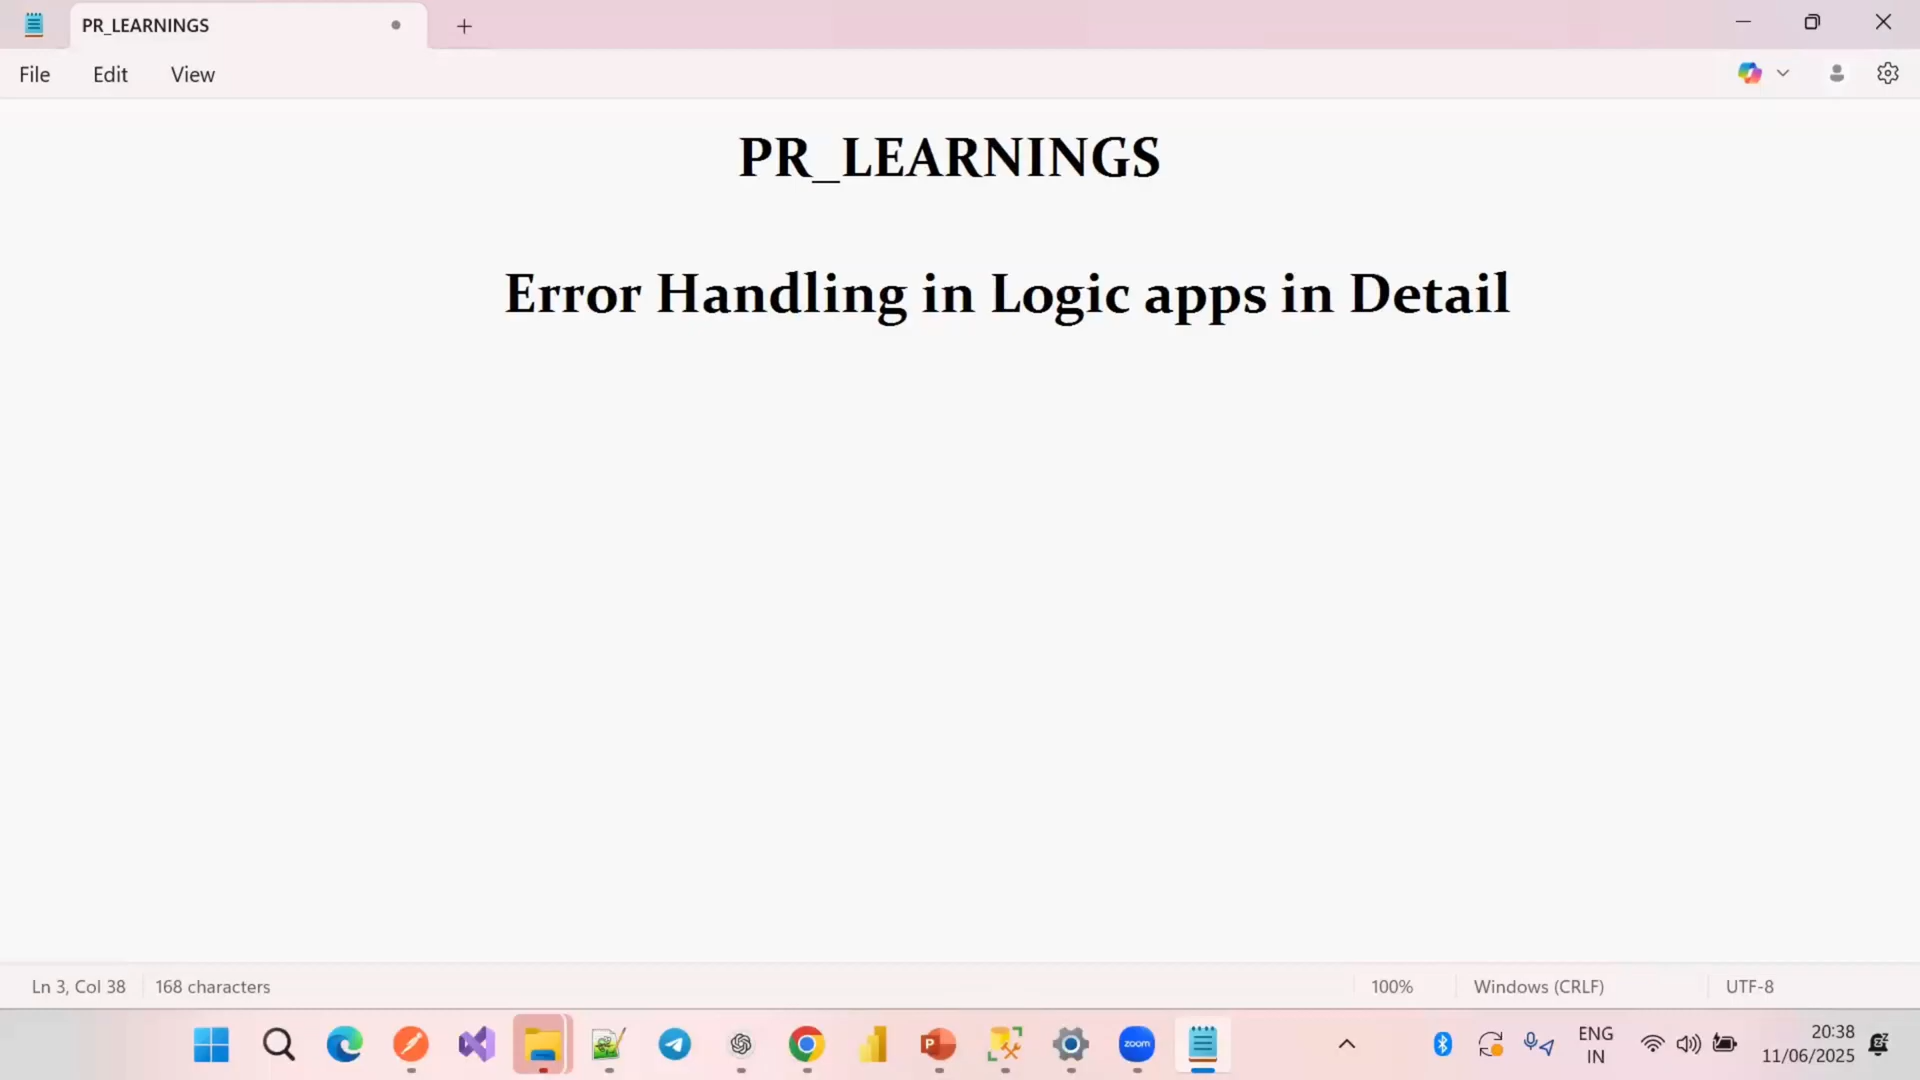 PR_LEARNINGS
File Edit View
PR_LEARNINGS
Error Handling in Logic apps in Detail
Ln 3, Col 38 168 characters 100% Windows (CRLF) UTF-8
zoom
ENG
IN
20:38
11/06/2025